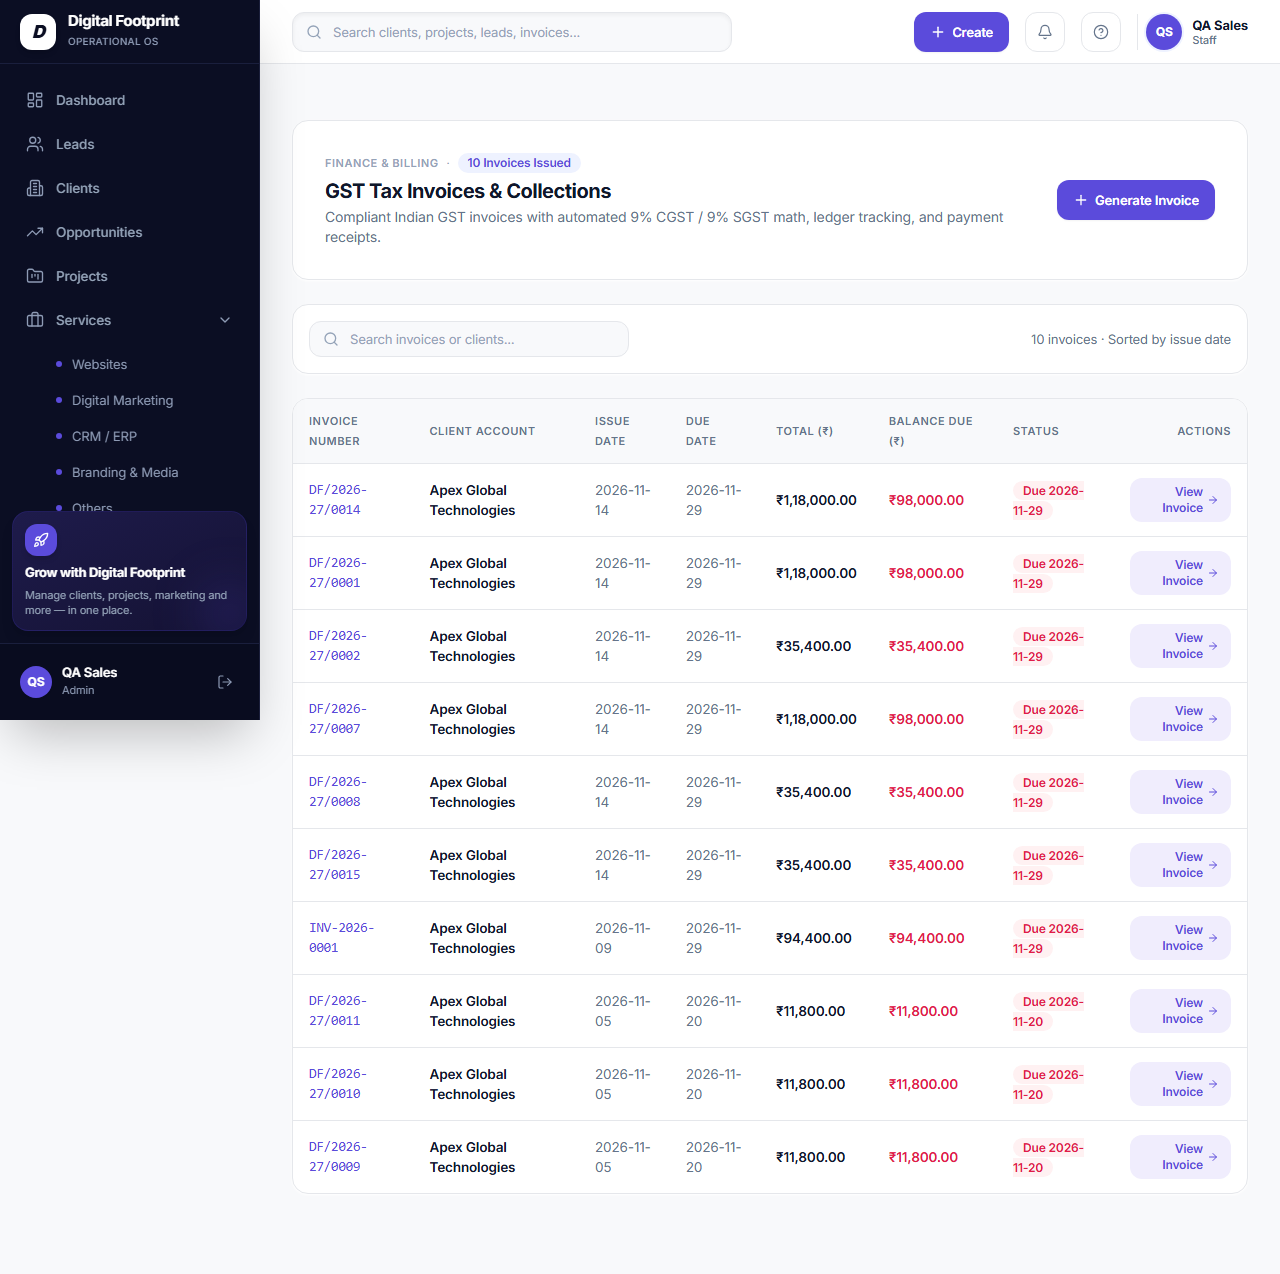 D
Digital Footprint
OPERATIONAL OS
Search clients, projects, leads, invoices...
Create
QS
QA Sales
Staff
Dashboard
Leads
Clients
Opportunities
Projects
Services
Websites
Digital Marketing
CRM / ERP
Branding & Media
Others
Grow with Digital Footprint
Manage clients, projects, marketing and
more — in one place.
QS
QA Sales
Admin
FINANCE & BILLING · 10 Invoices Issued
GST Tax Invoices & Collections
Compliant Indian GST invoices with automated 9% CGST / 9% SGST math, ledger tracking, and payment
receipts.
Generate Invoice
Search invoices or clients...
10 invoices · Sorted by issue date
INVOICE NUMBER CLIENT ACCOUNT ISSUE DATE DUE DATE TOTAL (₹) BALANCE DUE (₹) STATUS ACTIONS
DF/2026-27/0014 Apex Global Technologies 2026-11-14 2026-11-29 ₹1,18,000.00 ₹98,000.00 Due 2026-11-29 View Invoice
DF/2026-27/0001 Apex Global Technologies 2026-11-14 2026-11-29 ₹1,18,000.00 ₹98,000.00 Due 2026-11-29 View Invoice
DF/2026-27/0002 Apex Global Technologies 2026-11-14 2026-11-29 ₹35,400.00 ₹35,400.00 Due 2026-11-29 View Invoice
DF/2026-27/0007 Apex Global Technologies 2026-11-14 2026-11-29 ₹1,18,000.00 ₹98,000.00 Due 2026-11-29 View Invoice
DF/2026-27/0008 Apex Global Technologies 2026-11-14 2026-11-29 ₹35,400.00 ₹35,400.00 Due 2026-11-29 View Invoice
DF/2026-27/0015 Apex Global Technologies 2026-11-14 2026-11-29 ₹35,400.00 ₹35,400.00 Due 2026-11-29 View Invoice
INV-2026-0001 Apex Global Technologies 2026-11-09 2026-11-29 ₹94,400.00 ₹94,400.00 Due 2026-11-29 View Invoice
DF/2026-27/0011 Apex Global Technologies 2026-11-05 2026-11-20 ₹11,800.00 ₹11,800.00 Due 2026-11-20 View Invoice
DF/2026-27/0010 Apex Global Technologies 2026-11-05 2026-11-20 ₹11,800.00 ₹11,800.00 Due 2026-11-20 View Invoice
DF/2026-27/0009 Apex Global Technologies 2026-11-05 2026-11-20 ₹11,800.00 ₹11,800.00 Due 2026-11-20 View Invoice